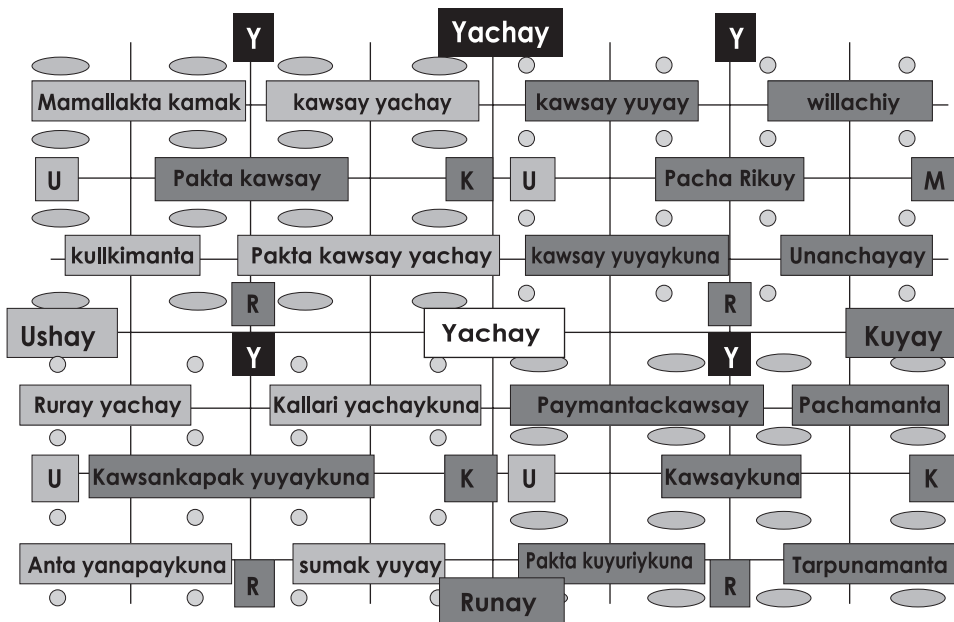 Y Yachay Y
Mamallakta kamak kawsay yachay kawsay yuyay willachiy
U Pakta kawsay K U Pacha Rikuy M
kullkimanta Pakta kawsay yachay kawsay yuyaykuna Unanchayay
R R
Ushay Yachay Kuyay
Y Y
Ruray yachay Kallari yachaykuna Paymantackawsay Pachamanta
U Kawsankapak yuyaykuna K U Kawsaykuna K
Anta yanapaykuna sumak yuyay Pakta kuyuriykuna Tarpunamanta
R R
Runay